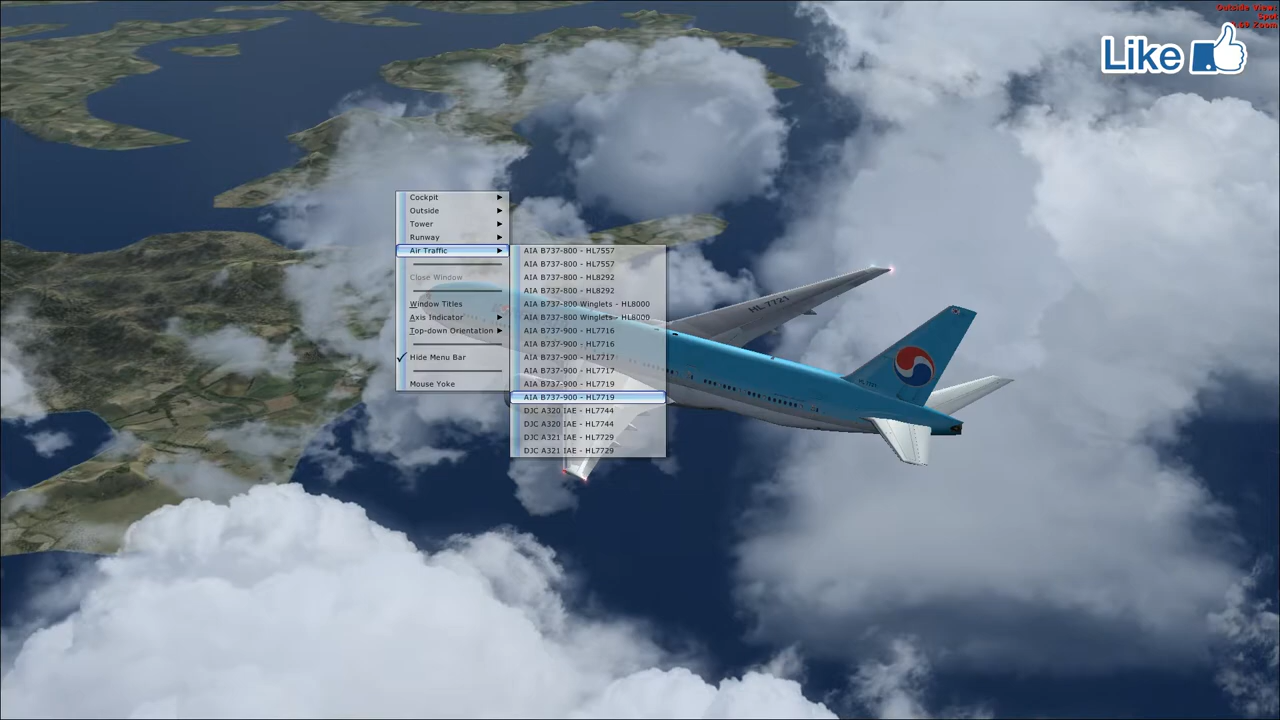 Outside View:
Spot
Zoom
Like
Cockpit
Outside
Tower
Runway
Air Traffic
Close Window
Window Titles
Axis Indicator
Top-down Orientation
Hide Menu Bar
Mouse Yoke
AIA B737-800 - HL7557
AIA B737-800 - HL7557
AIA B737-800 - HL8292
AIA B737-800 - HL8292
AIA B737-800 Winglets - HL8000
AIA B737-800 Winglets - HL8000
AIA B737-900 - HL7716
AIA B737-900 - HL7716
AIA B737-900 - HL7717
AIA B737-900 - HL7717
AIA B737-900 - HL7719
AIA B737-900 - HL7719
DJC A320 IAE - HL7744
DJC A320 IAE - HL7744
DJC A321 IAE - HL7729
DJC A321 IAE - HL7729
HL 7721